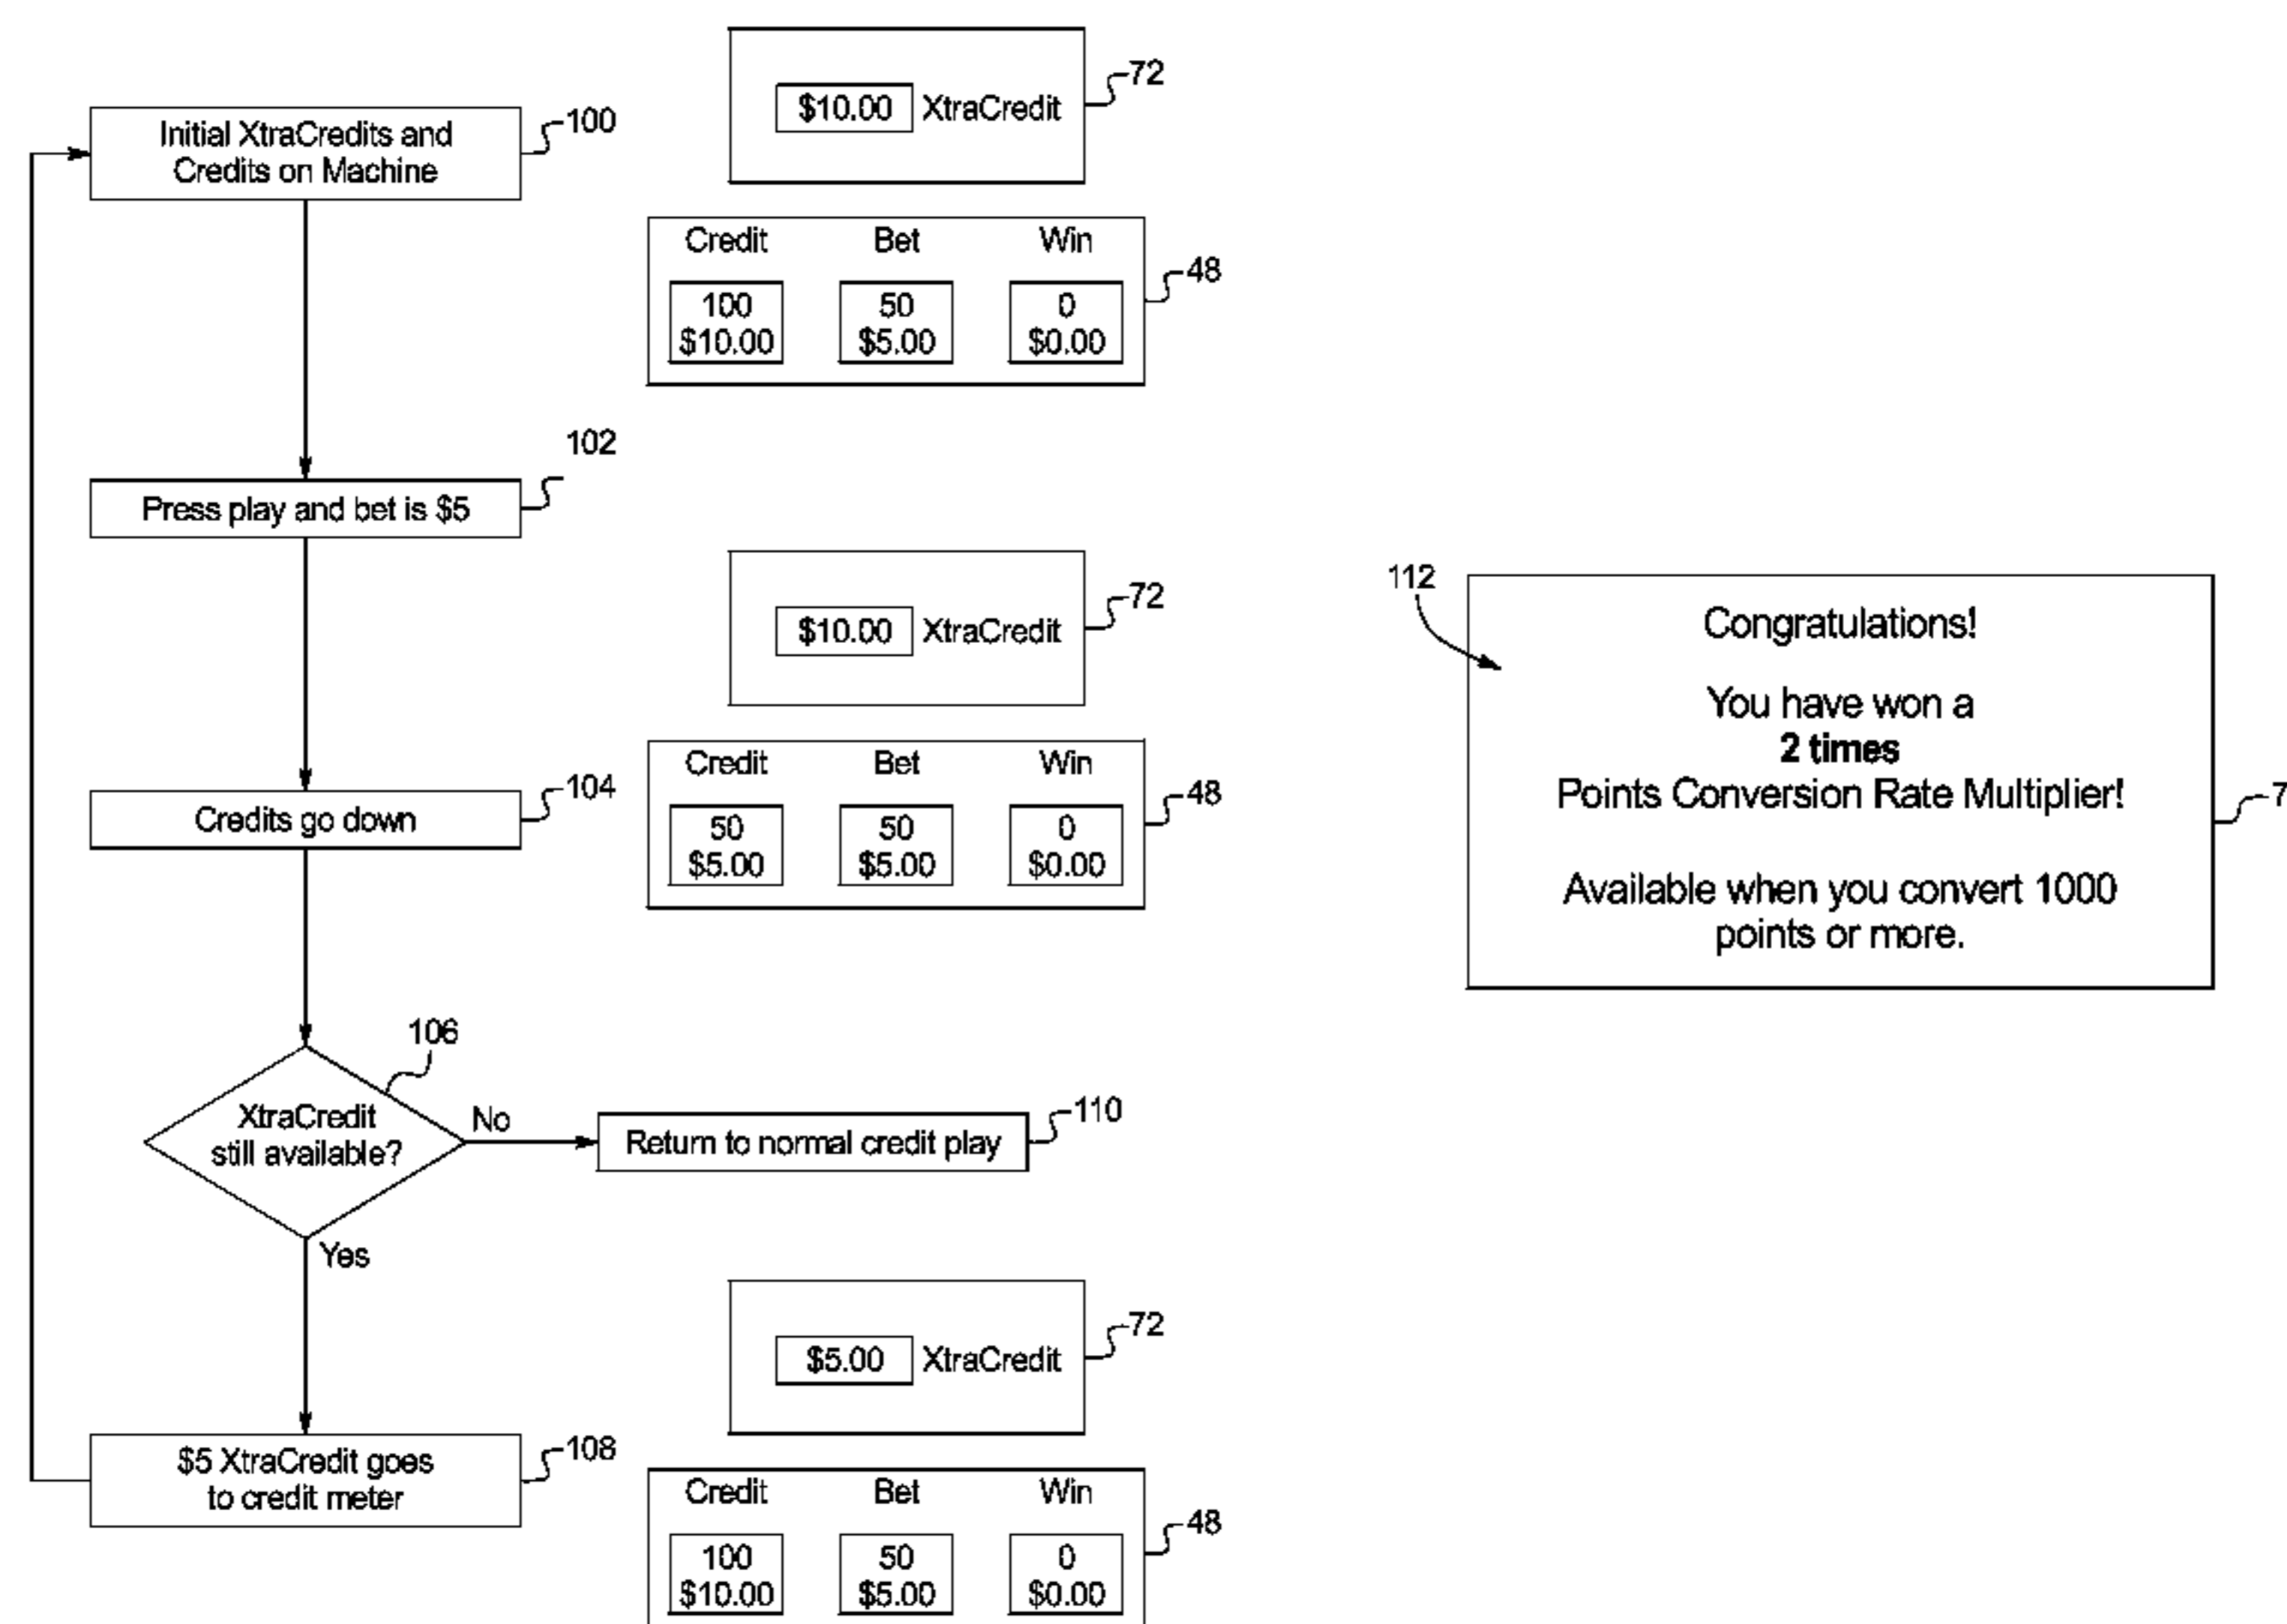 $10.00 XtraCredit
72
Initial XtraCredits and
Credits on Machine
100
Credit Bet Win
100 50 0
$10.00 $5.00 $0.00
48
102
Press play and bet is $5
$10.00 XtraCredit
72
Credits go down
104
Credit Bet Win
50 50 0
$5.00 $5.00 $0.00
48
106
XtraCredit
still available?
No
Return to normal credit play
110
Yes
$5.00 XtraCredit
72
$5 XtraCredit goes
to credit meter
108
Credit Bet Win
100 50 0
$10.00 $5.00 $0.00
48
112
Congratulations!
You have won a
2 times
Points Conversion Rate Multiplier!
Available when you convert 1000
points or more.